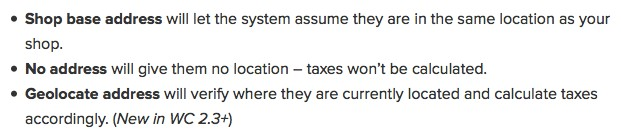 • Shop base address will let the system assume they are in the same location as your
shop.
• No address will give them no location – taxes won't be calculated.
• Geolocate address will verify where they are currently located and calculate taxes
accordingly. (New in WC 2.3+)